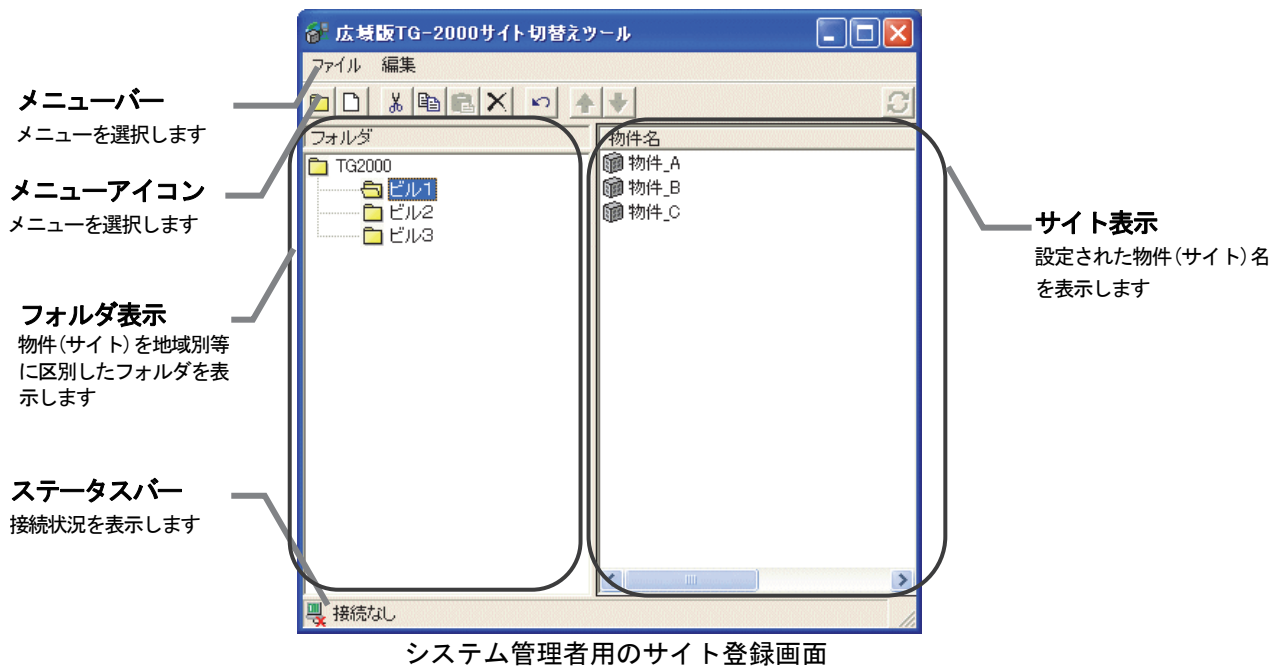 広域版TG-2000サイト切替えツール
ファイル 編集
メニューバー
メニューを選択します
フォルダ
物件名
TG2000
ビル1
ビル2
ビル3
物件_A
物件_B
物件_C
メニューアイコン
メニューを選択します
サイト表示
設定された物件(サイト)名
を表示します
フォルダ表示
物件(サイト)を地域別等
に区別したフォルダを表
示します
ステータスバー
接続状況を表示します
接続なし
システム管理者用のサイト登録画面